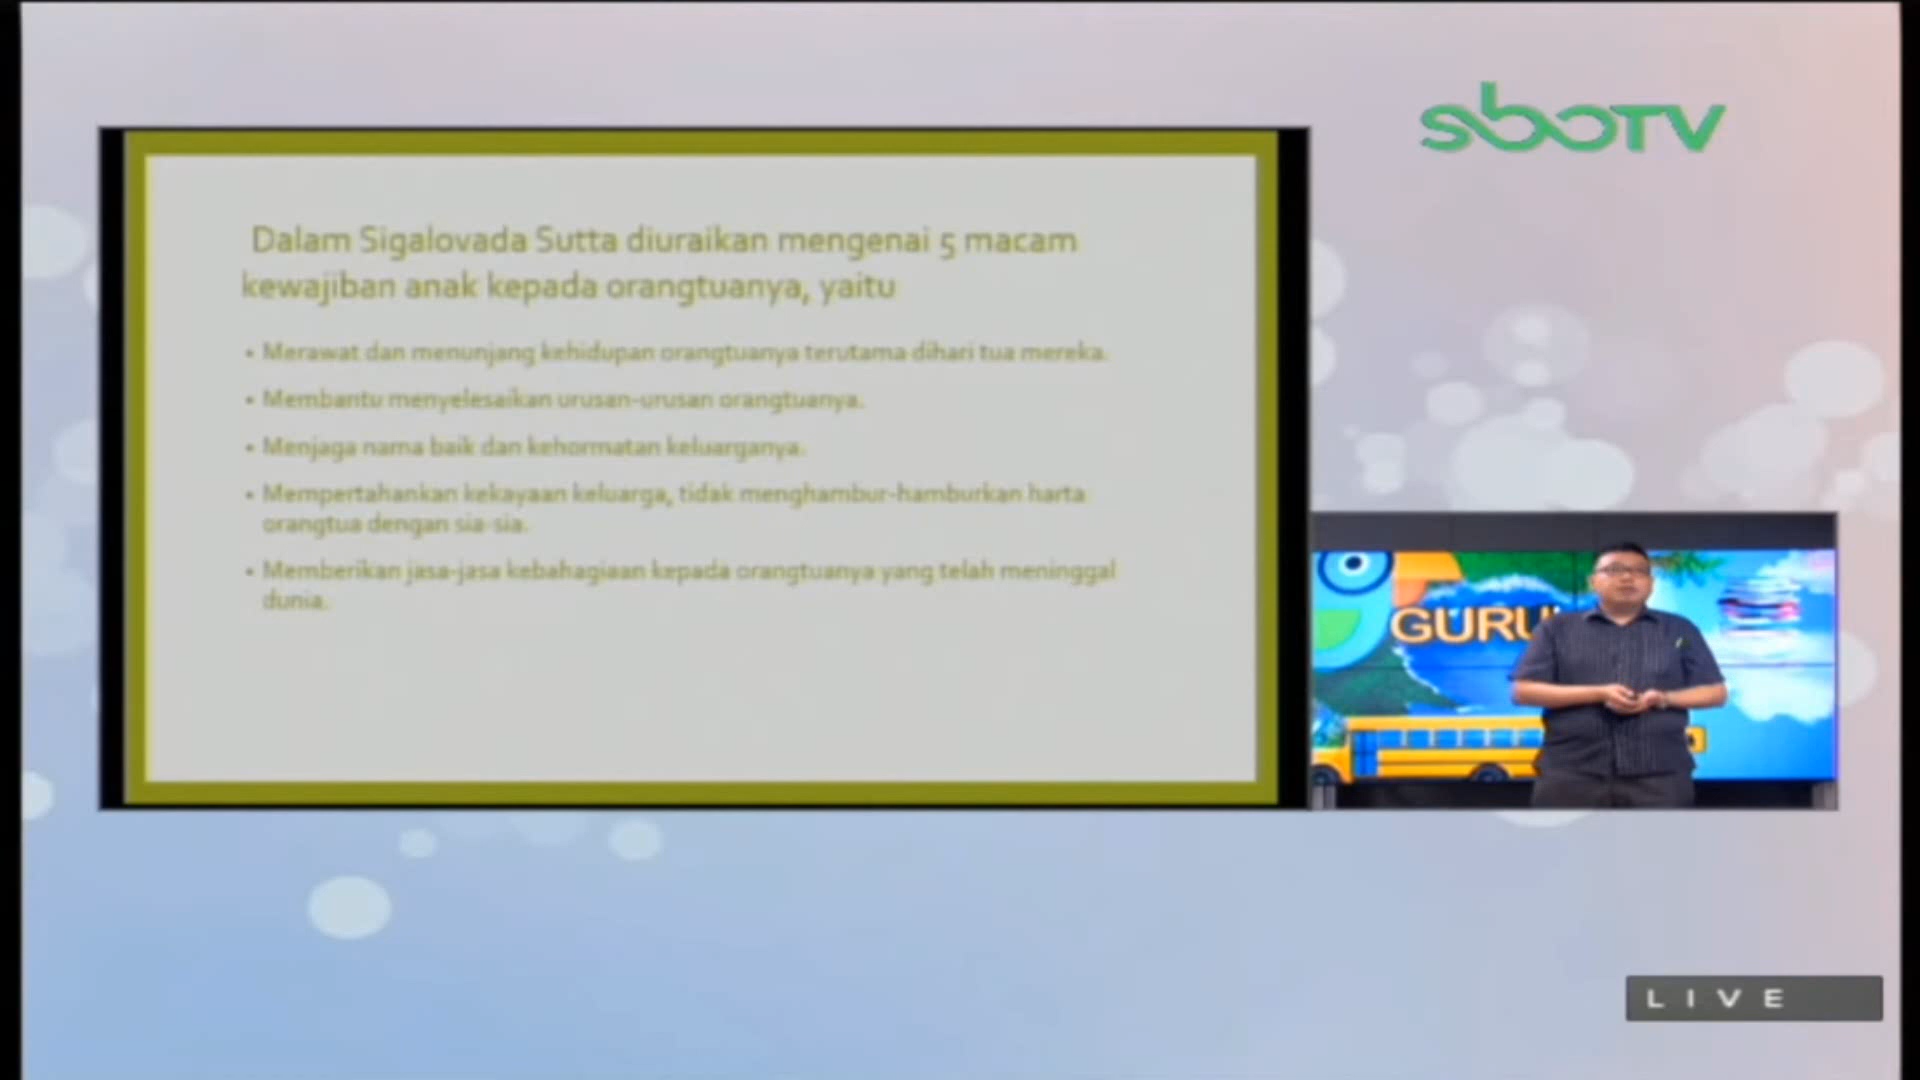 sboTV
Dalam Sigalovada Sutta diuraikan mengenai 5 macam
kewajiban anak kepada orangtuanya, yaitu
• Merawat dan menunjang kehidupan orangtuanya terutama dihari tua mereka.
• Membantu menyelesaikan urusan-urusan orangtuanya.
• Menjaga nama baik dan kehormatan keluarganya.
• Mempertahankan kekayaan keluarga, tidak menghambur-hamburkan harta
orangtua dengan sia-sia.
• Memberikan jasa-jasa kebahagiaan kepada orangtuanya yang telah meninggal
dunia.
GURU
LIVE